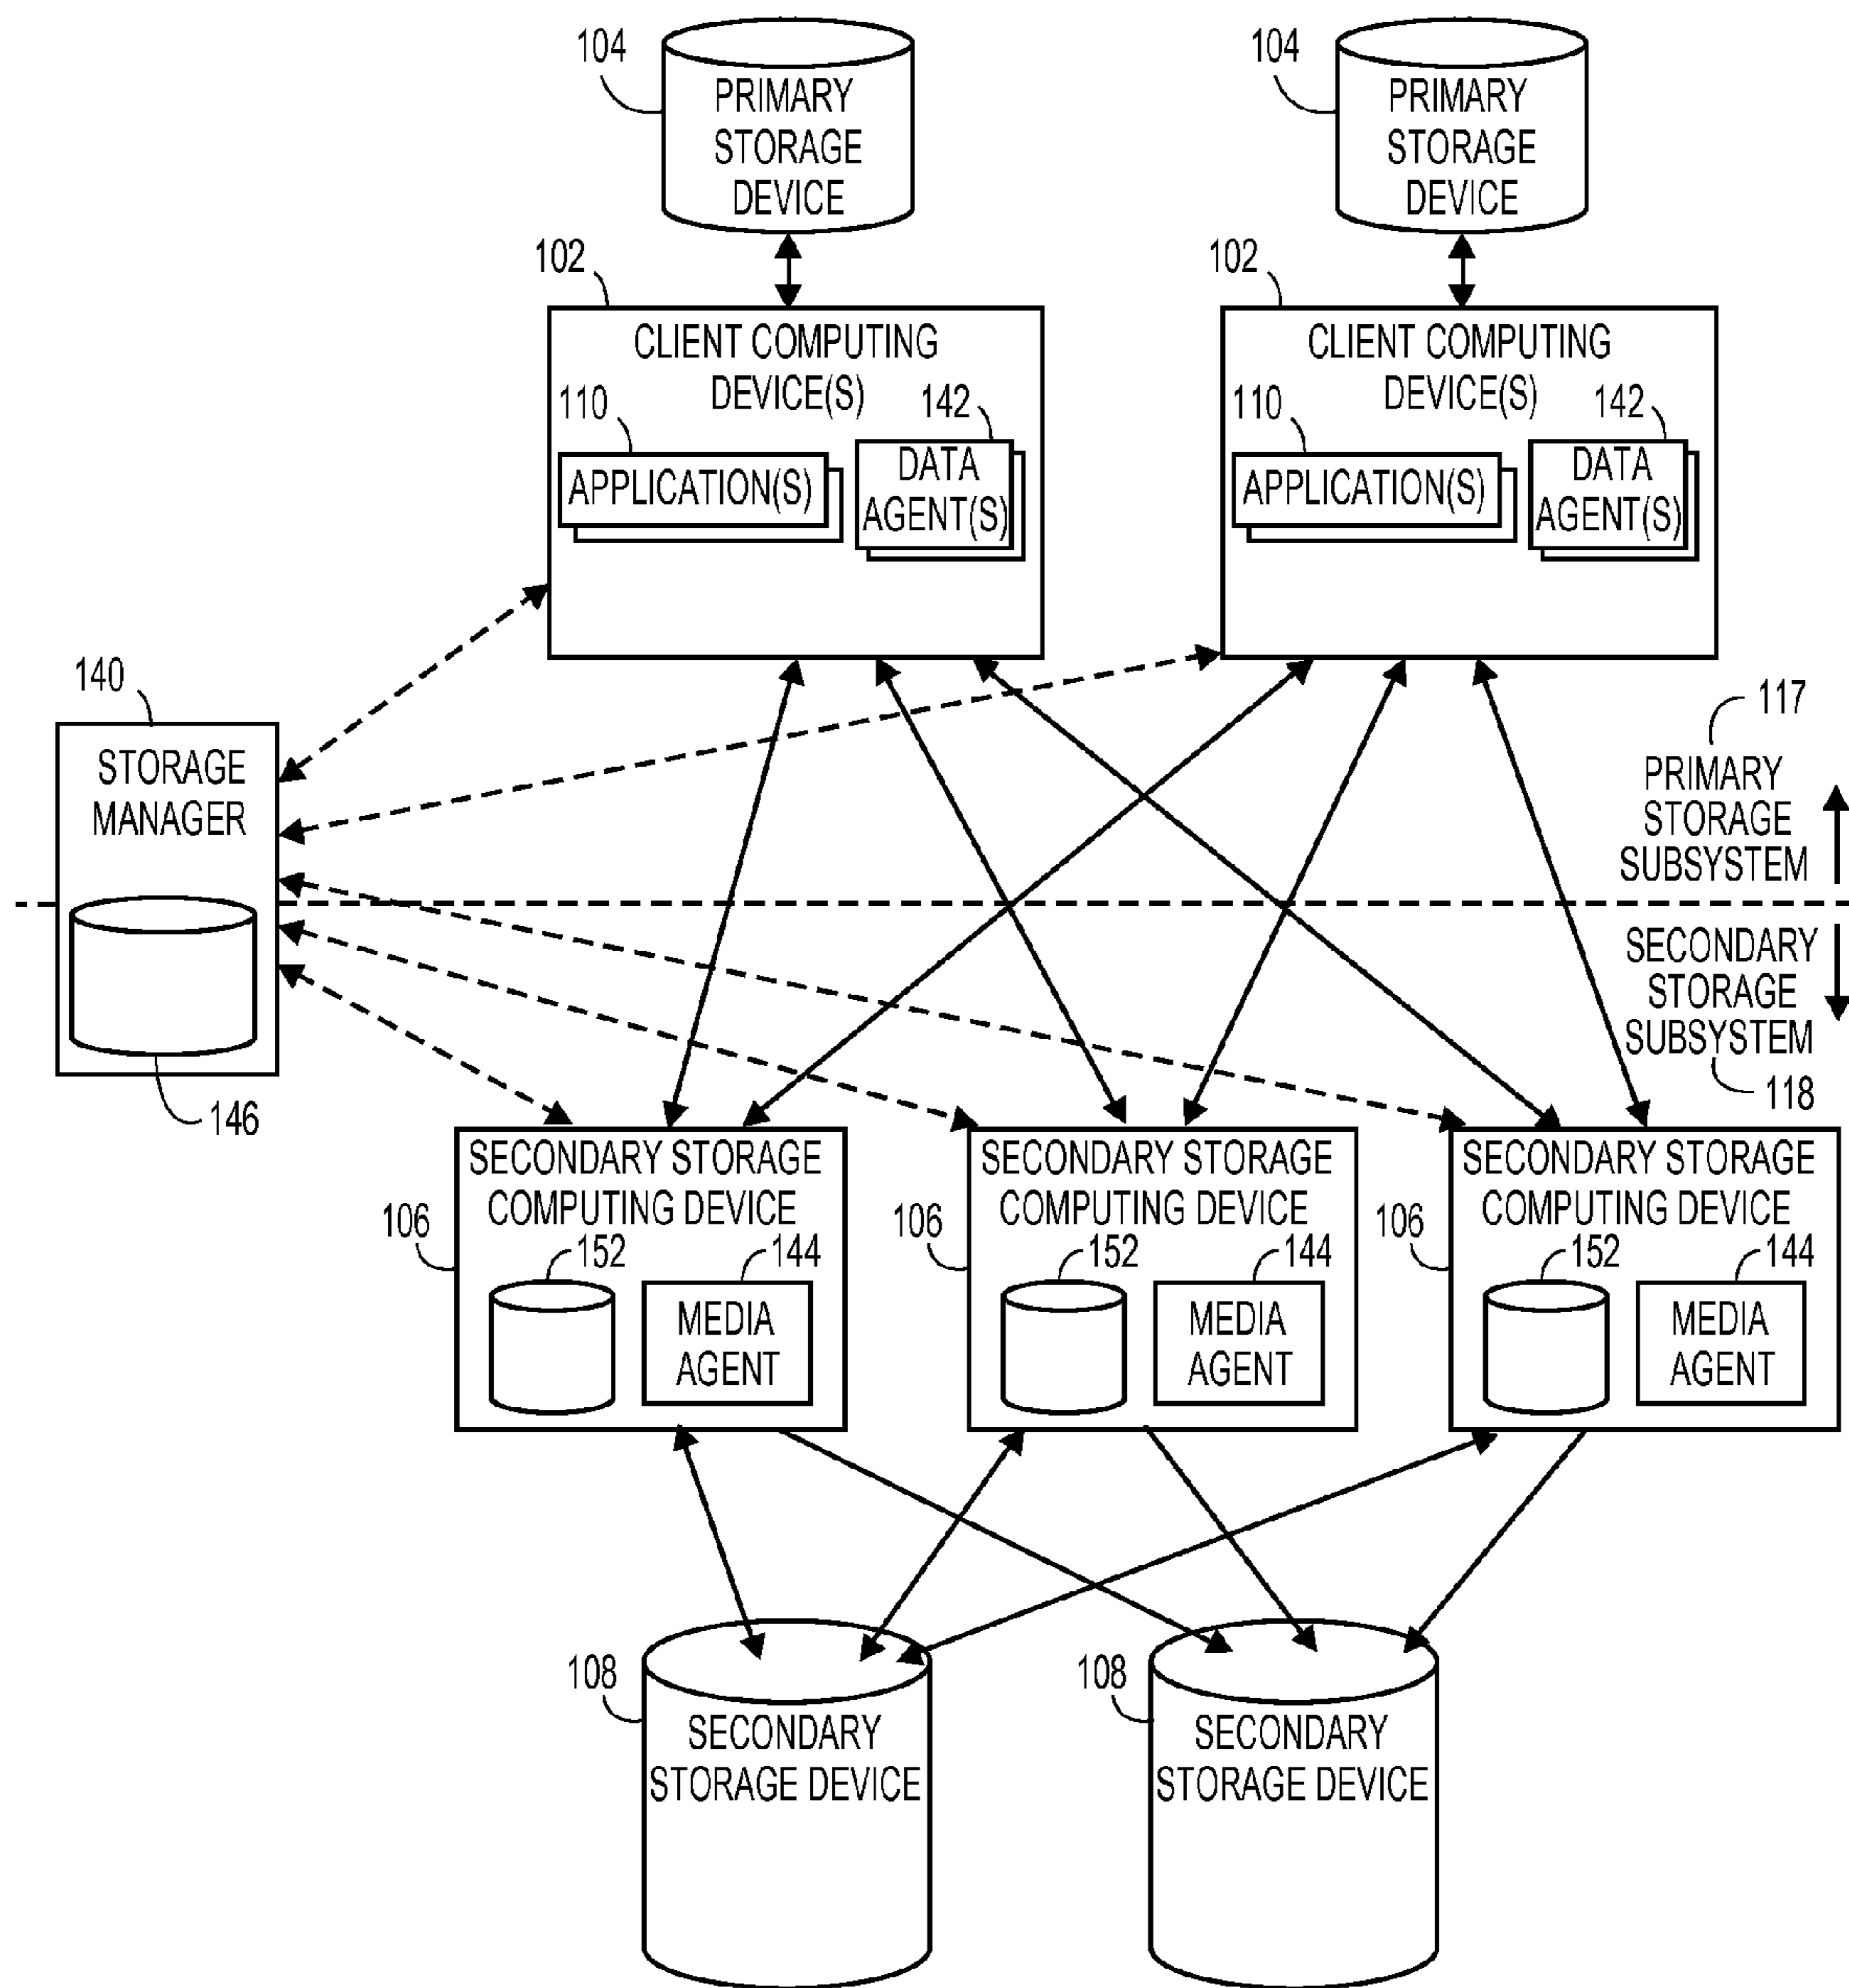 104
PRIMARY
STORAGE
DEVICE
104
PRIMARY
STORAGE
DEVICE
102
CLIENT COMPUTING
DEVICE(S)
110
APPLICATION(S)
142
DATA
AGENT(S)
102
CLIENT COMPUTING
DEVICE(S)
110
APPLICATION(S)
142
DATA
AGENT(S)
140
STORAGE
MANAGER
146
117
PRIMARY
STORAGE
SUBSYSTEM
SECONDARY
STORAGE
SUBSYSTEM
118
106
SECONDARY STORAGE
COMPUTING DEVICE
152
144
MEDIA
AGENT
106
SECONDARY STORAGE
COMPUTING DEVICE
152
144
MEDIA
AGENT
106
SECONDARY STORAGE
COMPUTING DEVICE
152
144
MEDIA
AGENT
108
SECONDARY
STORAGE DEVICE
108
SECONDARY
STORAGE DEVICE